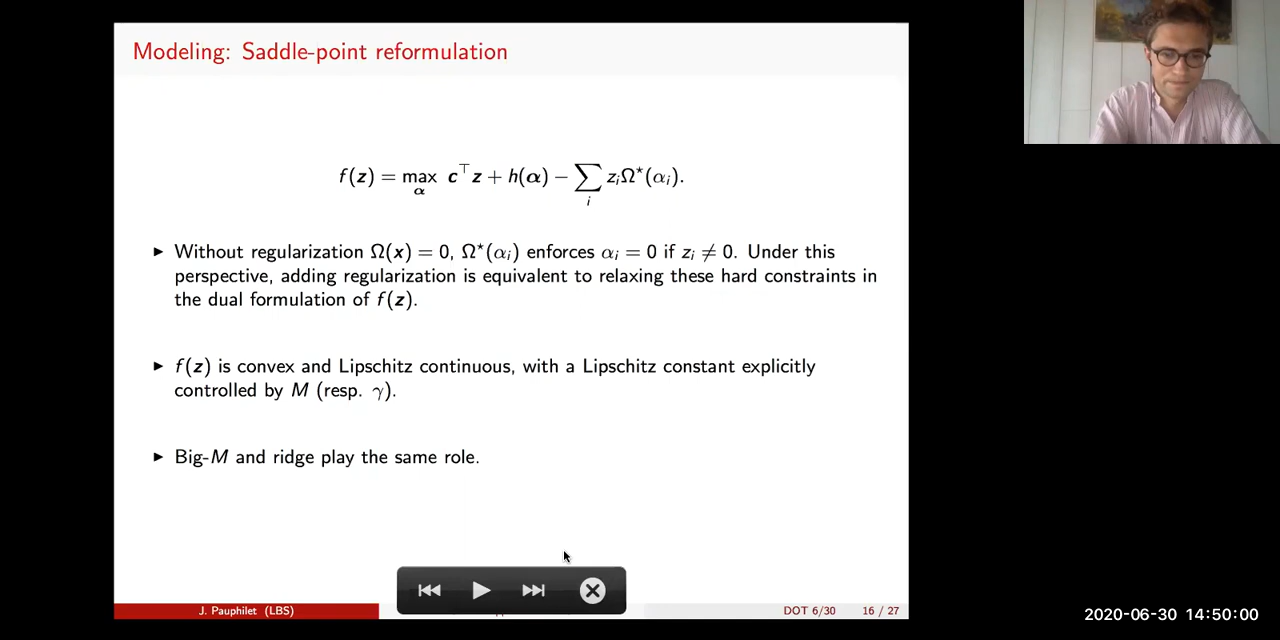 Modeling: Saddle-point reformulation
f(z) = max_α c^⊤ z + h(α) − ∑_i z_i Ω*(α_i).
▶ Without regularization Ω(x) = 0, Ω*(α_i) enforces α_i = 0 if z_i ≠ 0. Under this
perspective, adding regularization is equivalent to relaxing these hard constraints in
the dual formulation of f(z).
▶ f(z) is convex and Lipschitz continuous, with a Lipschitz constant explicitly
controlled by M (resp. γ).
▶ Big-M and ridge play the same role.
J. Pauphilet (LBS) DOT 6/30 16 / 27
2020-06-30 14:50:00